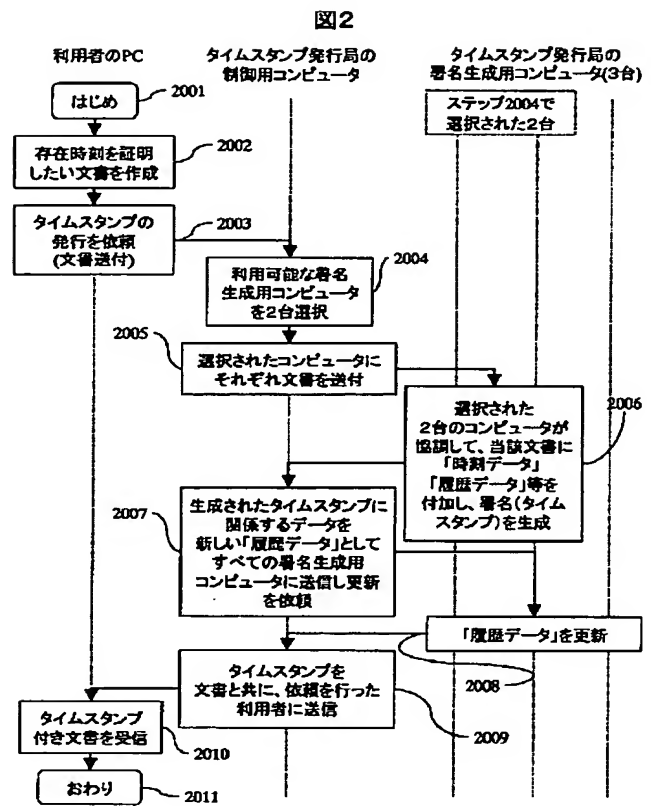 図2
利用者のPC
タイムスタンプ発行局の
制御用コンピュータ
タイムスタンプ発行局の
署名生成用コンピュータ(3台)
はじめ
2001
ステップ2004で
選択された2台
存在時刻を証明
したい文書を作成
2002
タイムスタンプの
発行を依頼
(文書送付)
2003
利用可能な署名
生成用コンピュータ
を2台選択
2004
2005
選択されたコンピュータに
それぞれ文書を送付
選択された
2台のコンピュータが
協調して、当該文書に
「時刻データ」
「履歴データ」等を
付加し、署名(タイム
スタンプ)を生成
2006
2007
生成されたタイムスタンプに
関係するデータを
新しい「履歴データ」として
すべての署名生成用
コンピュータに送信し更新
を依頼
「履歴データ」を更新
2008
タイムスタンプを
文書と共に、依頼を行った
利用者に送信
2009
タイムスタンプ
付き文書を受信
2010
おわり
2011